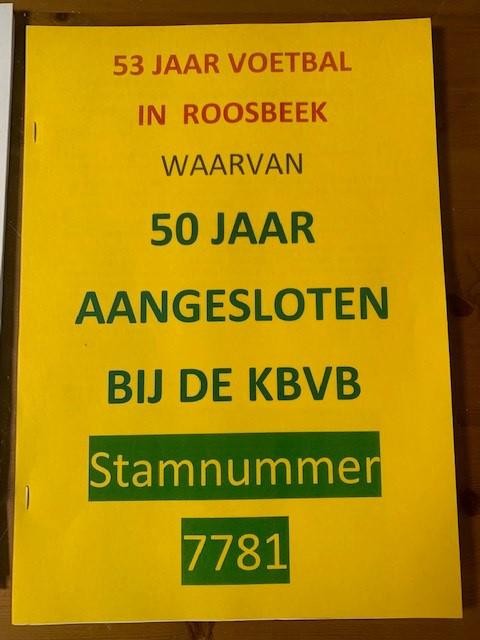 53 JAAR VOETBAL
IN ROOSBEEK
WAARVAN
50 JAAR
AANGESLOTEN
BIJ DE KBVB
Stamnummer
7781